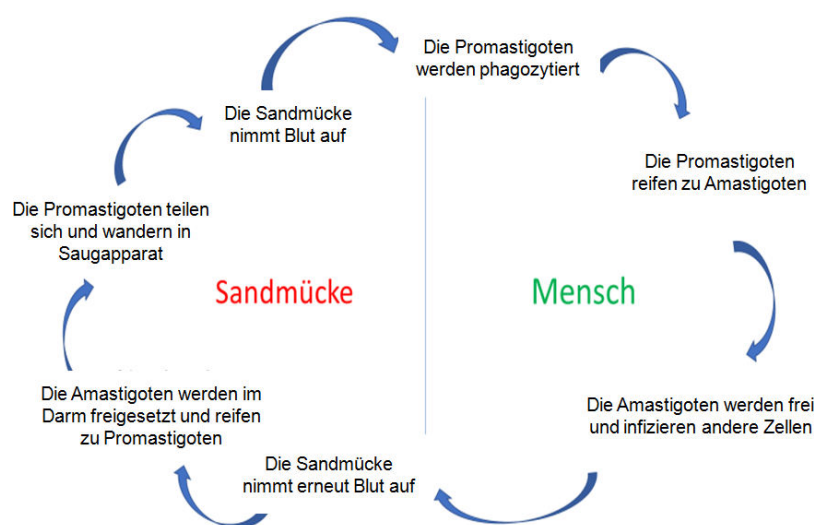 Die Promastigoten
werden phagozytiert
Die Promastigoten
reifen zu Amastigoten
Die Amastigoten werden frei
und infizieren andere Zellen
Die Sandmücke
nimmt erneut Blut auf
Die Amastigoten werden im
Darm freigesetzt und reifen
zu Promastigoten
Die Promastigoten teilen
sich und wandern in
Saugapparat
Die Sandmücke
nimmt Blut auf
Sandmücke
Mensch